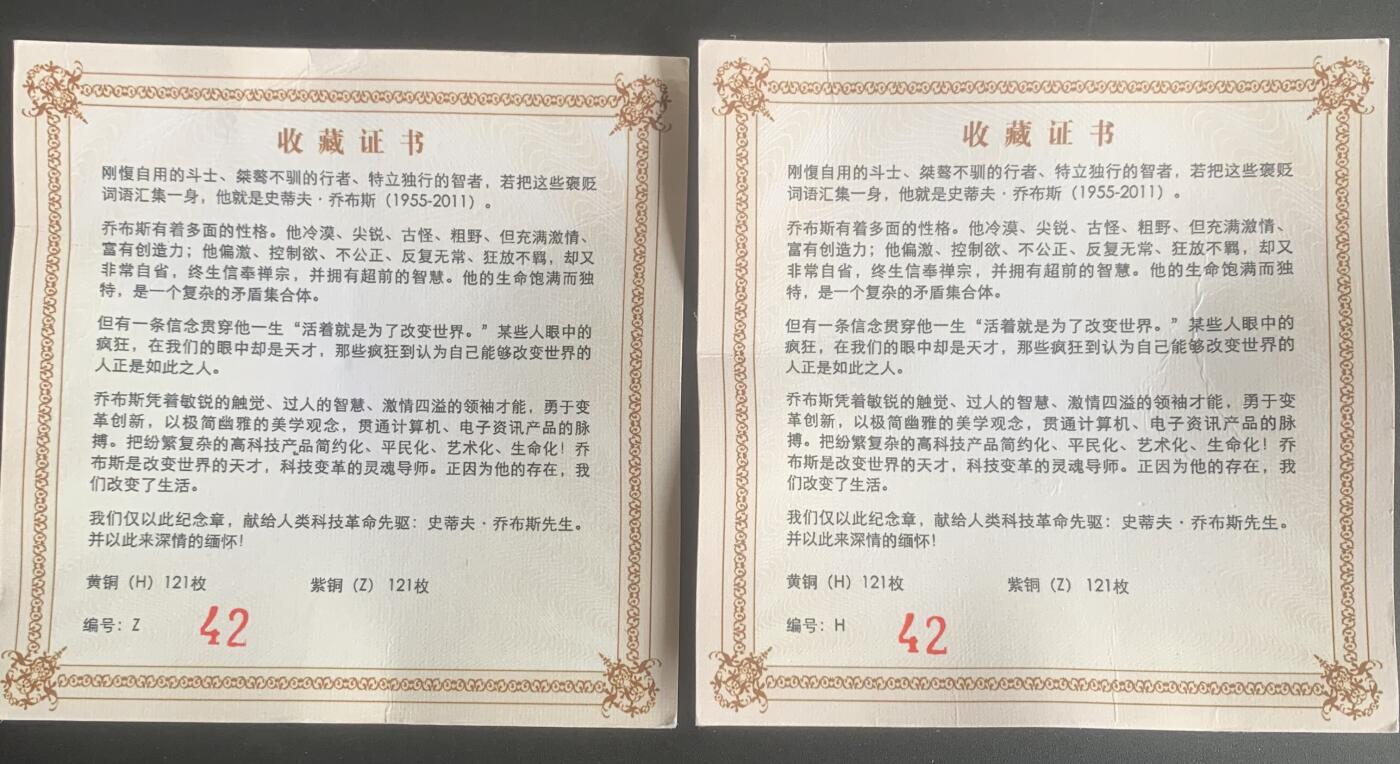 收藏证书
刚愎自用的斗士、桀骜不驯的行者、特立独行的智者，若把这些褒贬
词语汇集一身，他就是史蒂夫·乔布斯（1955-2011）。
乔布斯有着多面的性格。他冷漠、尖锐、古怪、粗野、但充满激情、
富有创造力；他偏激、控制欲、不公正、反复无常、狂放不羁，却又
非常自省，终生信奉禅宗，并拥有超前的智慧。他的生命饱满而独
特，是一个复杂的矛盾集合体。
但有一条信念贯穿他一生“活着就是为了改变世界。”某些人眼中的
疯狂，在我们的眼中却是天才，那些疯狂到认为自己能够改变世界的
人正是如此之人。
乔布斯凭着敏锐的触觉、过人的智慧、激情四溢的领袖才能，勇于变
革创新，以极简幽雅的美学观念，贯通计算机、电子资讯产品的脉
搏。把纷繁复杂的高科技产品简约化、平民化、艺术化、生命化！乔
布斯是改变世界的天才，科技变革的灵魂导师。正因为他的存在，我
们改变了生活。
我们仅以此纪念章，献给人类科技革命先驱：史蒂夫·乔布斯先生。
并以此来深情的缅怀！
黄铜（H）121枚 紫铜（Z）121枚
编号：Z 42
收藏证书
刚愎自用的斗士、桀骜不驯的行者、特立独行的智者，若把这些褒贬
词语汇集一身，他就是史蒂夫·乔布斯（1955-2011）。
乔布斯有着多面的性格。他冷漠、尖锐、古怪、粗野、但充满激情、
富有创造力；他偏激、控制欲、不公正、反复无常、狂放不羁，却又
非常自省，终生信奉禅宗，并拥有超前的智慧。他的生命饱满而独
特，是一个复杂的矛盾集合体。
但有一条信念贯穿他一生“活着就是为了改变世界。”某些人眼中的
疯狂，在我们的眼中却是天才，那些疯狂到认为自己能够改变世界的
人正是如此之人。
乔布斯凭着敏锐的触觉、过人的智慧、激情四溢的领袖才能，勇于变
革创新，以极简幽雅的美学观念，贯通计算机、电子资讯产品的脉
搏。把纷繁复杂的高科技产品简约化、平民化、艺术化、生命化！乔
布斯是改变世界的天才，科技变革的灵魂导师。正因为他的存在，我
们改变了生活。
我们仅以此纪念章，献给人类科技革命先驱：史蒂夫·乔布斯先生。
并以此来深情的缅怀！
黄铜（H）121枚 紫铜（Z）121枚
编号：H 42